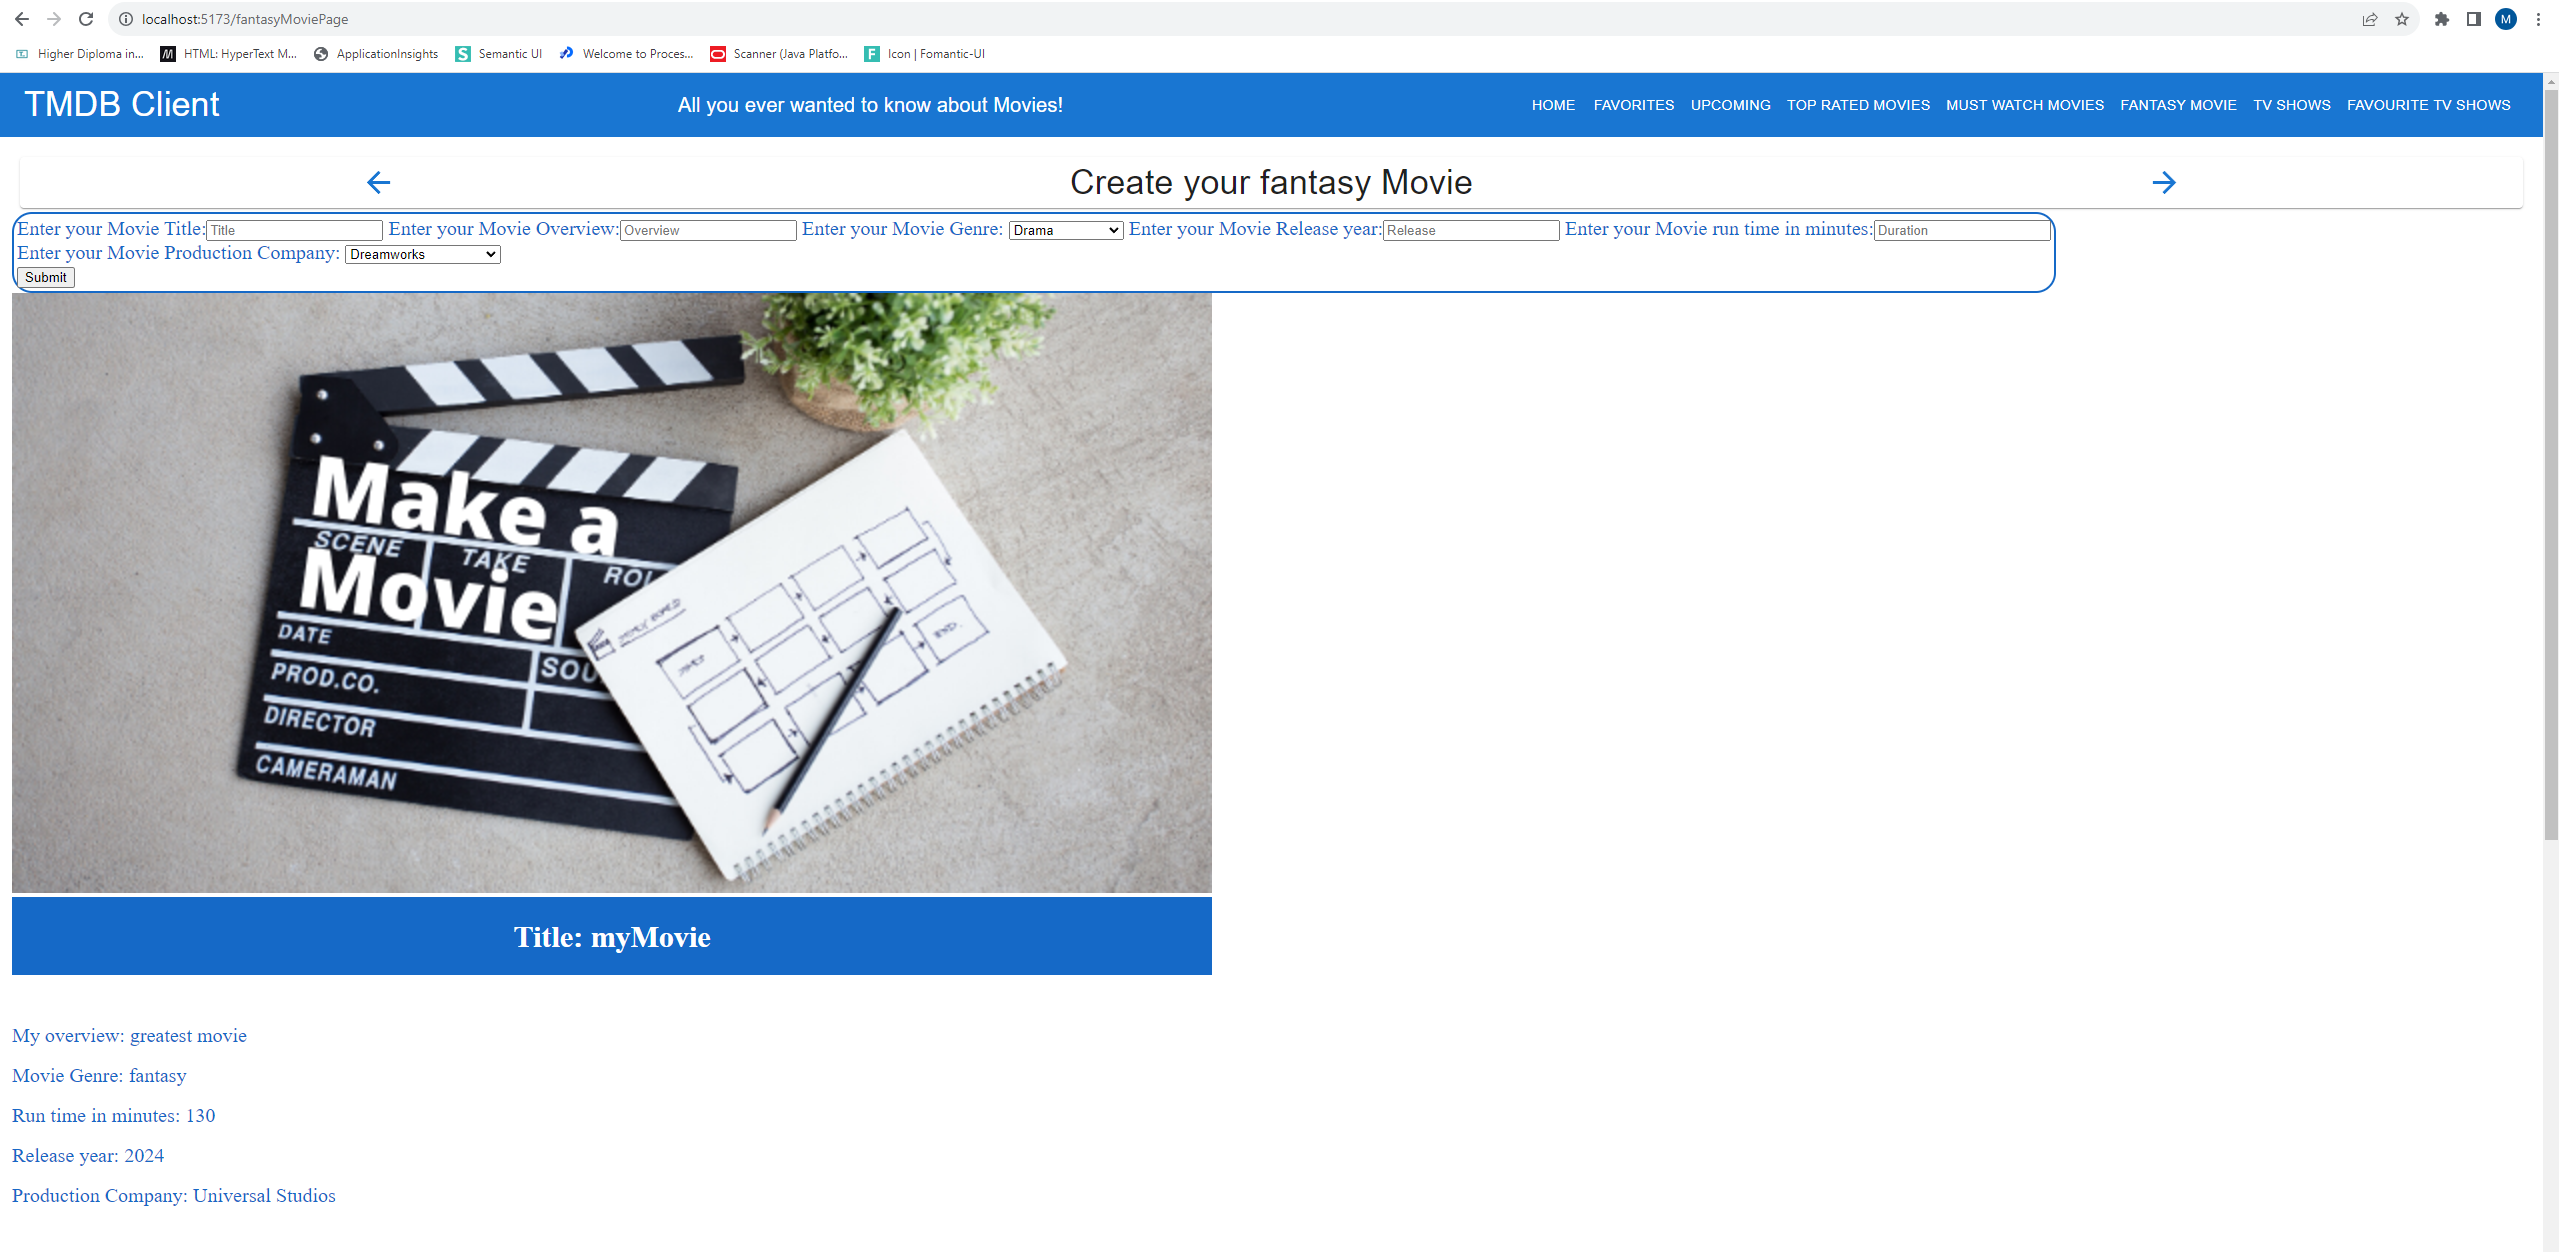 localhost:5173/fantasyMoviePage
Higher Diploma in... HTML: HyperText M... ApplicationInsights Semantic UI Welcome to Proces... Scanner (Java Platfo... Icon | Fomantic-UI
TMDB Client All you ever wanted to know about Movies! HOME FAVORITES UPCOMING TOP RATED MOVIES MUST WATCH MOVIES FANTASY MOVIE TV SHOWS FAVOURITE TV SHOWS
Create your fantasy Movie
Enter your Movie Title: Title Enter your Movie Overview: Overview Enter your Movie Genre: Drama Enter your Movie Release year: Release Enter your Movie run time in minutes: Duration
Enter your Movie Production Company: Dreamworks
Submit
Make a
SCENE TAKE ROL
Movie
DATE
PROD.CO. SOU
DIRECTOR
CAMERAMAN
STORY BOARD
START
END.
Title: myMovie
My overview: greatest movie
Movie Genre: fantasy
Run time in minutes: 130
Release year: 2024
Production Company: Universal Studios